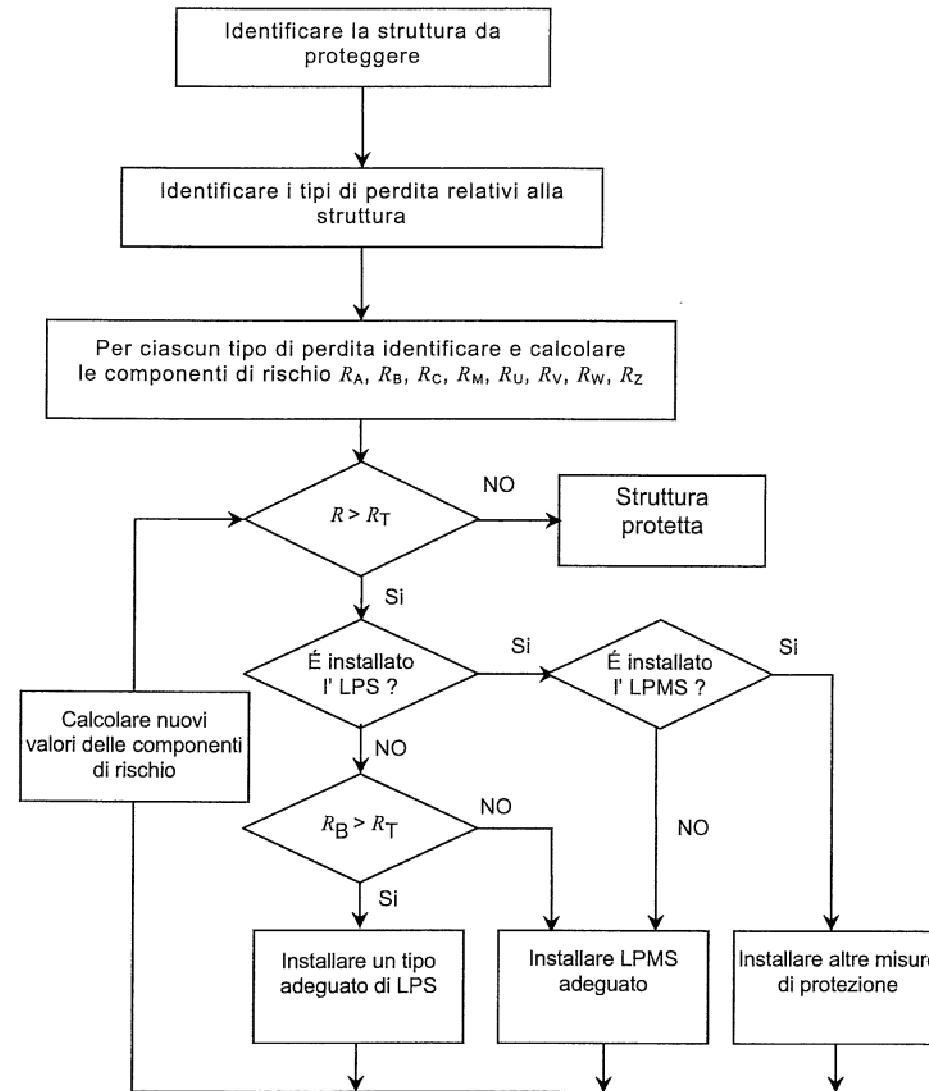 Identificare la struttura da
proteggere
Identificare i tipi di perdita relativi alla
struttura
Per ciascun tipo di perdita identificare e calcolare
le componenti di rischio RA, RB, RC, RM, RU, RV, RW, RZ
R > RT
NO
Struttura
protetta
Si
É installato
l' LPS ?
Si
É installato
l' LPMS ?
Si
Calcolare nuovi
valori delle componenti
di rischio
NO
RB > RT
NO
NO
Si
Installare un tipo
adeguato di LPS
Installare LPMS
adeguato
Installare altre misure
di protezione